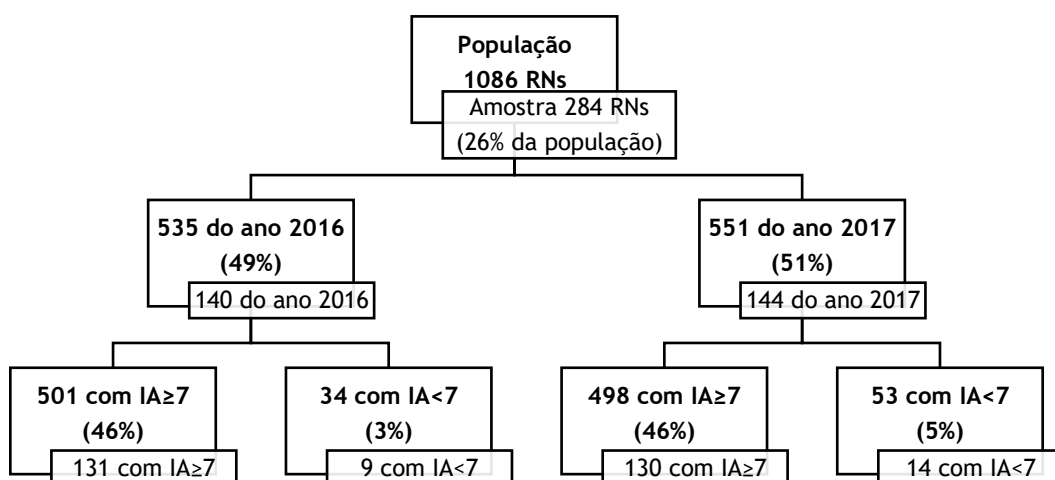 População
1086 RNs
Amostra 284 RNs
(26% da população)
535 do ano 2016
(49%)
140 do ano 2016
551 do ano 2017
(51%)
144 do ano 2017
501 com IA≥7
(46%)
131 com IA≥7
34 com IA<7
(3%)
9 com IA<7
498 com IA≥7
(46%)
130 com IA≥7
53 com IA<7
(5%)
14 com IA<7